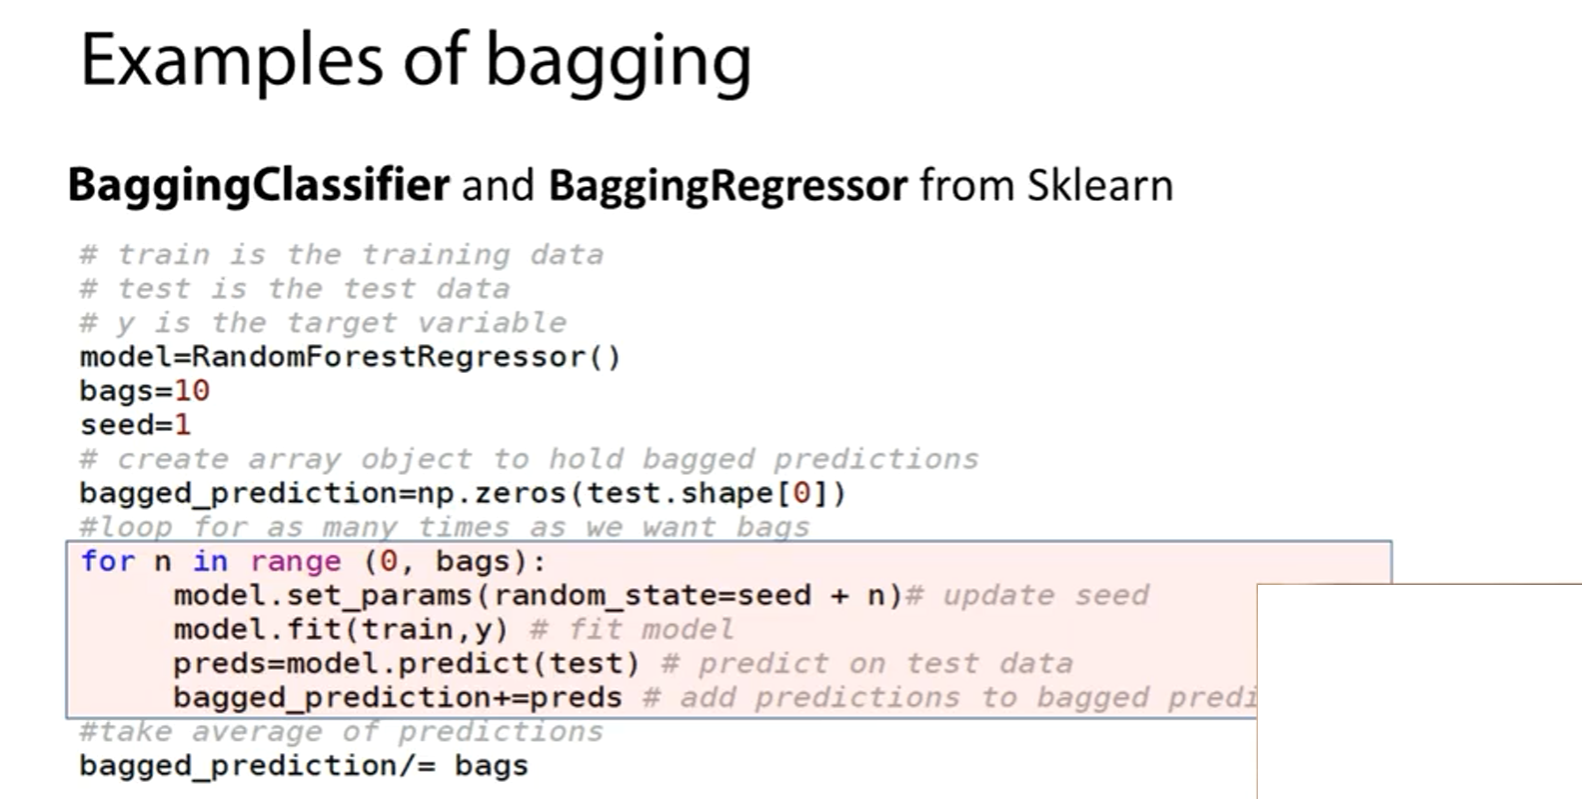 Examples of bagging
BaggingClassifier and BaggingRegressor from Sklearn
# train is the training data
# test is the test data
# y is the target variable
model=RandomForestRegressor()
bags=10
seed=1
# create array object to hold bagged predictions
bagged_prediction=np.zeros(test.shape[0])
#loop for as many times as we want bags
for n in range (0, bags):
     model.set_params(random_state=seed + n)# update seed
     model.fit(train,y) # fit model
     preds=model.predict(test) # predict on test data
     bagged_prediction+=preds # add predictions to bagged predi
#take average of predictions
bagged_prediction/= bags